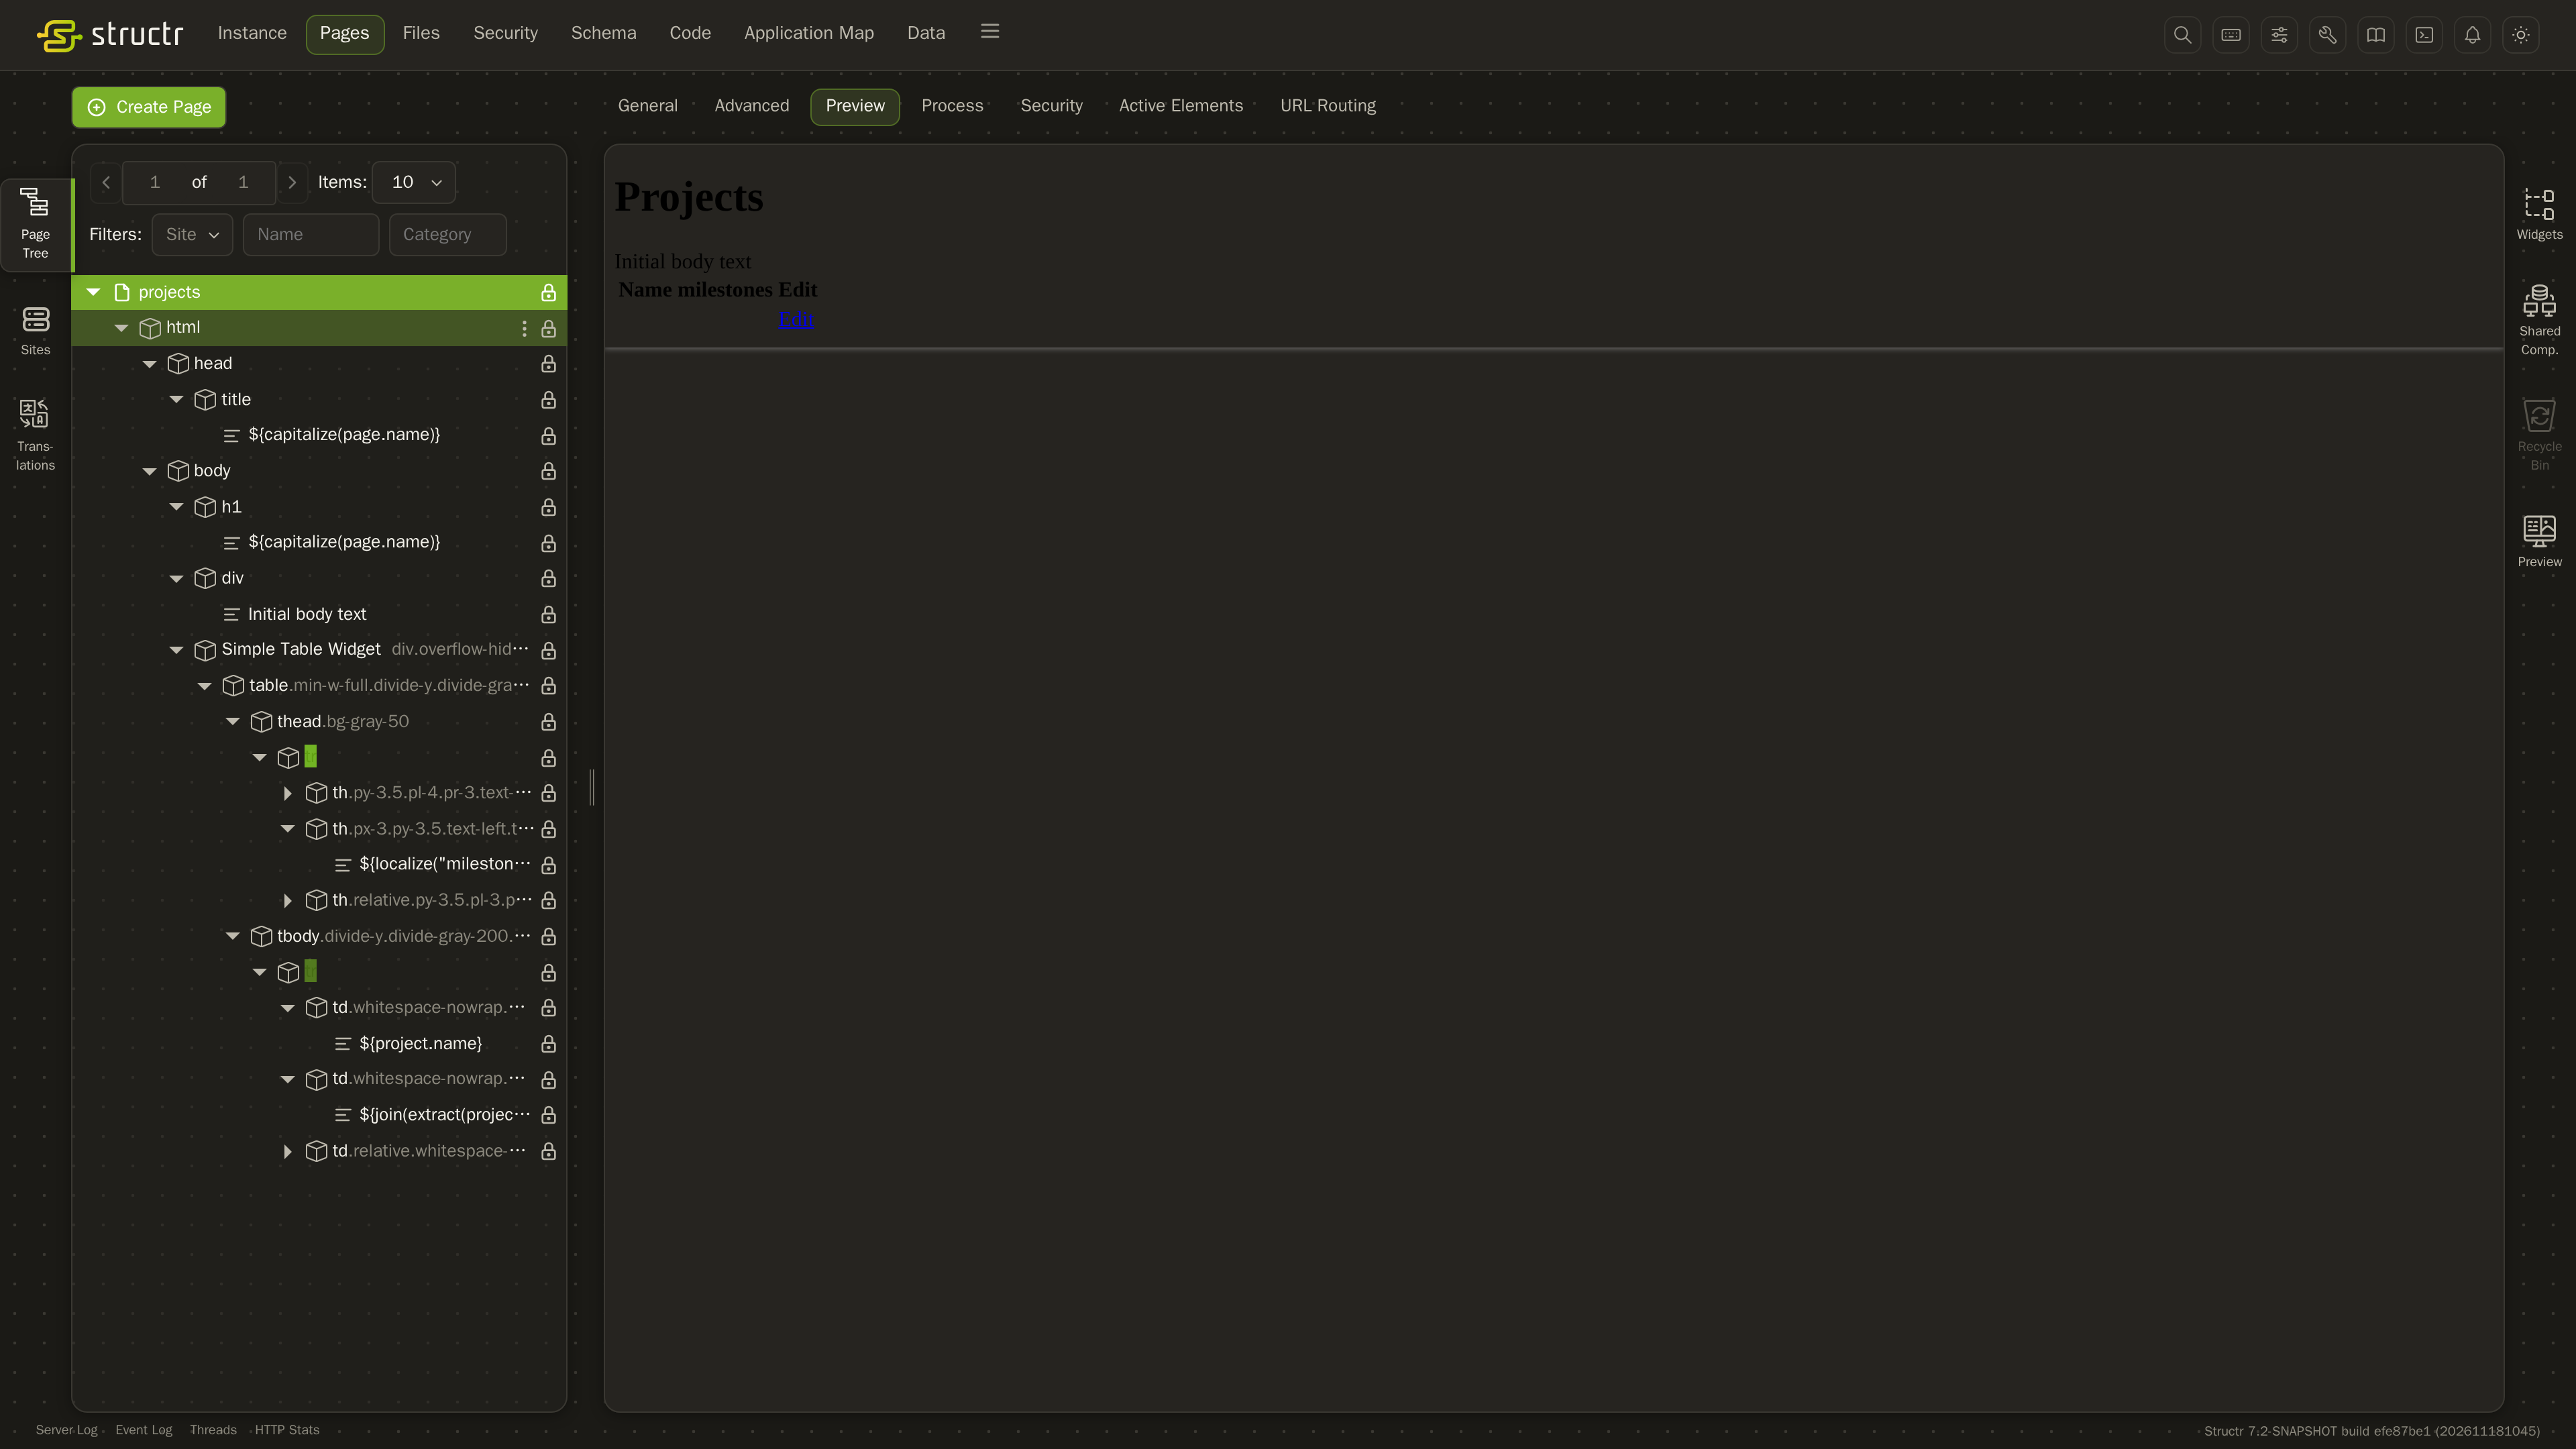 structr Instance Pages Files Security Schema Code Application Map Data
Create Page
General Advanced Preview Process Security Active Elements URL Routing
1 of 1 Items: 10
Filters: Site Name Category
Page
Tree
Sites
Trans-
lations
projects
html
head
title
${capitalize(page.name)}
body
h1
${capitalize(page.name)}
div
Initial body text
Simple Table Widget div.overflow-hid…
table.min-w-full.divide-y.divide-gra…
thead.bg-gray-50
th.py-3.5.pl-4.pr-3.text-…
th.px-3.py-3.5.text-left.t…
${localize("mileston…
th.relative.py-3.5.pl-3.p…
tbody.divide-y.divide-gray-200.…
td.whitespace-nowrap.…
${project.name}
td.whitespace-nowrap.…
${join(extract(projec…
td.relative.whitespace-…
Projects
Initial body text
Name milestones Edit
Edit
Widgets
Shared
Comp.
Recycle
Bin
Preview
Server Log Event Log Threads HTTP Stats
Structr 7.2-SNAPSHOT build efe87be1 (202611181045)